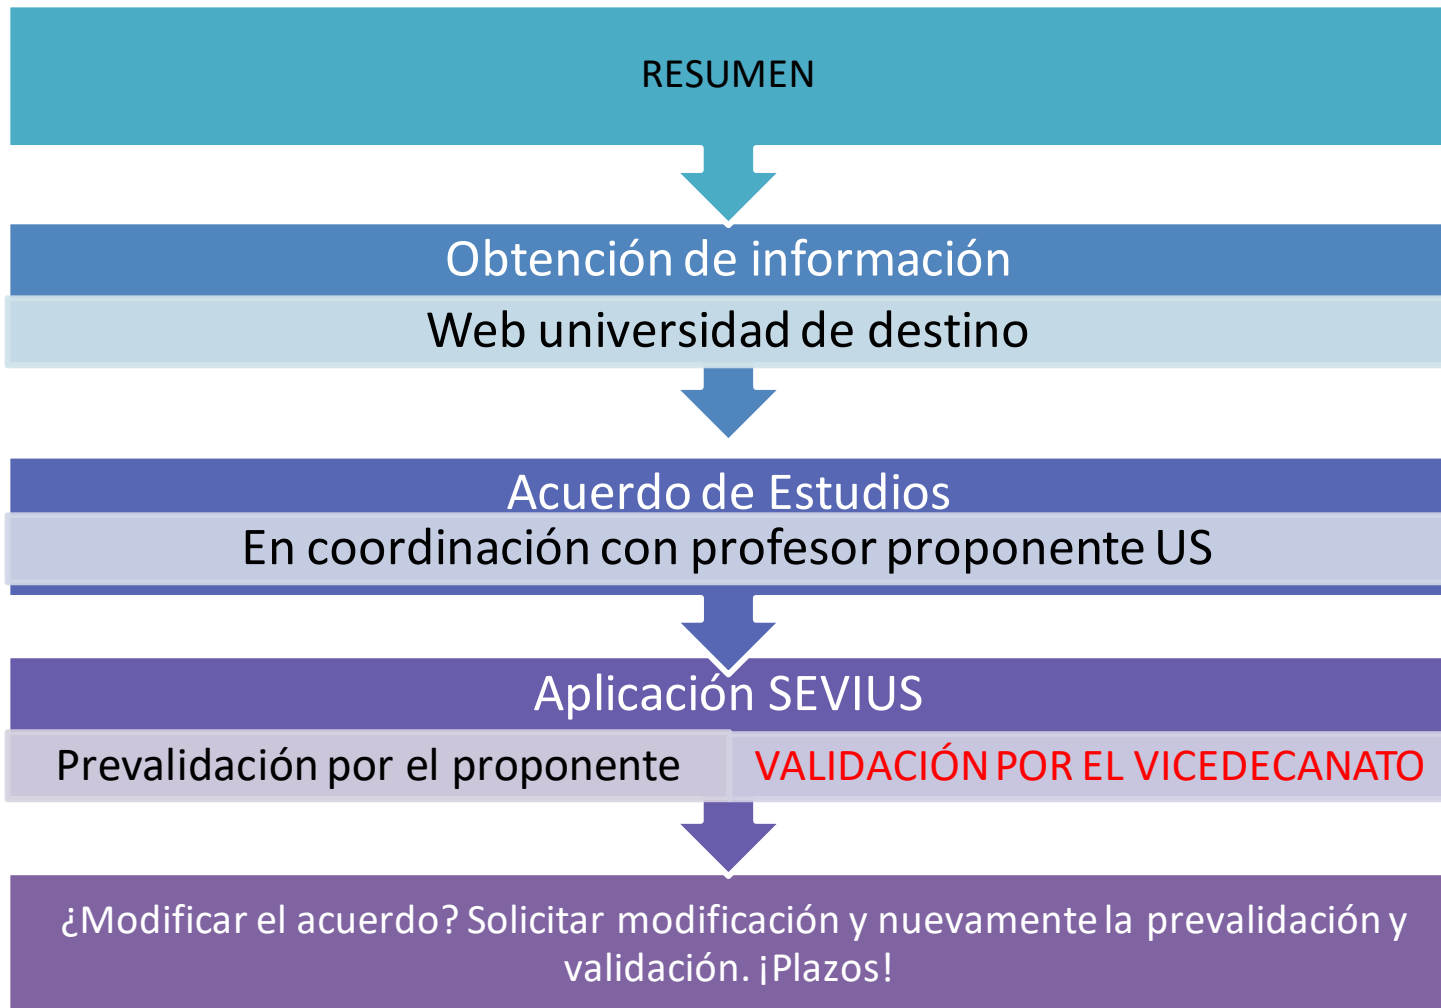 RESUMEN
Obtención de información
Web universidad de destino
Acuerdo de Estudios
En coordinación con profesor proponente US
Aplicación SEVIUS
Prevalidación por el proponente
VALIDACIÓN POR EL VICEDECANATO
¿Modificar el acuerdo? Solicitar modificación y nuevamente la prevalidación y
validación. ¡Plazos!